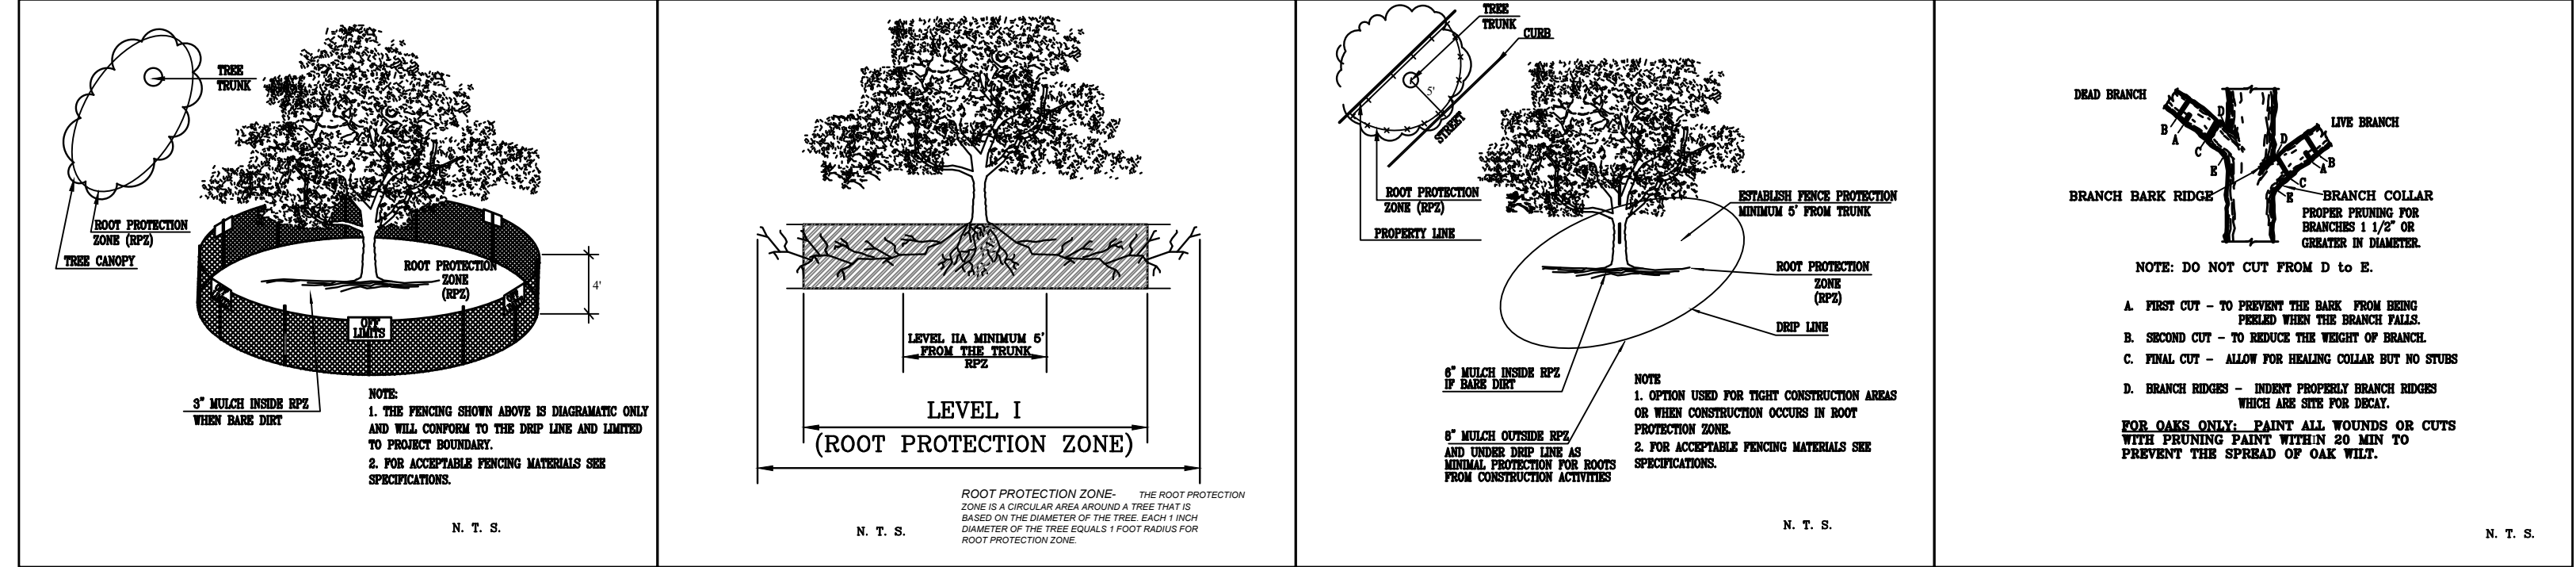 TREE
TRUNK
ROOT PROTECTION
ZONE (RPZ)
TREE CANOPY
ROOT PROTECTION
ZONE
(RPZ)
4'
OFF
LIMITS
3" MULCH INSIDE RPZ
WHEN BARE DIRT
NOTE:
1. THE FENCING SHOWN ABOVE IS DIAGRAMATIC ONLY
AND WILL CONFORM TO THE DRIP LINE AND LIMITED
TO PROJECT BOUNDARY.
2. FOR ACCEPTABLE FENCING MATERIALS SEE
SPECIFICATIONS.
N. T. S.
LEVEL IIA MINIMUM 5'
FROM THE TRUNK
RPZ
LEVEL I
(ROOT PROTECTION ZONE)
ROOT PROTECTION ZONE- THE ROOT PROTECTION
ZONE IS A CIRCULAR AREA AROUND A TREE THAT IS
BASED ON THE DIAMETER OF THE TREE. EACH 1 INCH
DIAMETER OF THE TREE EQUALS 1 FOOT RADIUS FOR
ROOT PROTECTION ZONE.
N. T. S.
TREE
TRUNK
CURB
5'
STREET
ROOT PROTECTION
ZONE (RPZ)
PROPERTY LINE
ESTABLISH FENCE PROTECTION
MINIMUM 5' FROM TRUNK
ROOT PROTECTION
ZONE
(RPZ)
DRIP LINE
6" MULCH INSIDE RPZ
IF BARE DIRT
8" MULCH OUTSIDE RPZ
AND UNDER DRIP LINE AS
MINIMAL PROTECTION FOR ROOTS
FROM CONSTRUCTION ACTIVITIES
NOTE
1. OPTION USED FOR TIGHT CONSTRUCTION AREAS
OR WHEN CONSTRUCTION OCCURS IN ROOT
PROTECTION ZONE.
2. FOR ACCEPTABLE FENCING MATERIALS SEE
SPECIFICATIONS.
N. T. S.
DEAD BRANCH
B
A
C
D
E
LIVE BRANCH
D
B
A
C
E
BRANCH BARK RIDGE
BRANCH COLLAR
PROPER PRUNING FOR
BRANCHES 1 1/2" OR
GREATER IN DIAMETER.
NOTE: DO NOT CUT FROM D to E.
A. FIRST CUT – TO PREVENT THE BARK FROM BEING
PEELED WHEN THE BRANCH FALLS.
B. SECOND CUT – TO REDUCE THE WEIGHT OF BRANCH.
C. FINAL CUT – ALLOW FOR HEALING COLLAR BUT NO STUBS
D. BRANCH RIDGES – INDENT PROPERLY BRANCH RIDGES
WHICH ARE SITE FOR DECAY.
FOR OAKS ONLY: PAINT ALL WOUNDS OR CUTS
WITH PRUNING PAINT WITHIN 20 MIN TO
PREVENT THE SPREAD OF OAK WILT.
N. T. S.